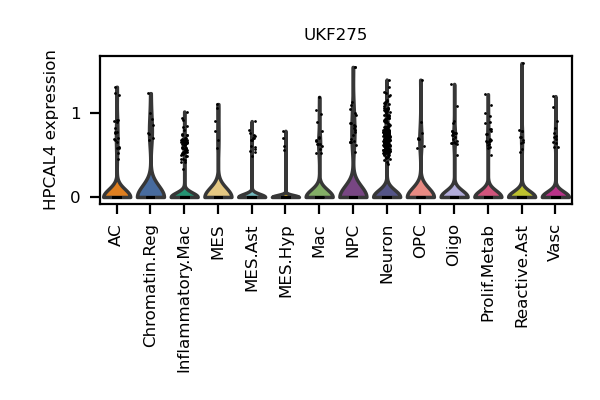 UKF275
HPCAL4 expression
1
0
AC
Chromatin.Reg
Inflammatory.Mac
MES
MES.Ast
MES.Hyp
Mac
NPC
Neuron
OPC
Oligo
Prolif.Metab
Reactive.Ast
Vasc